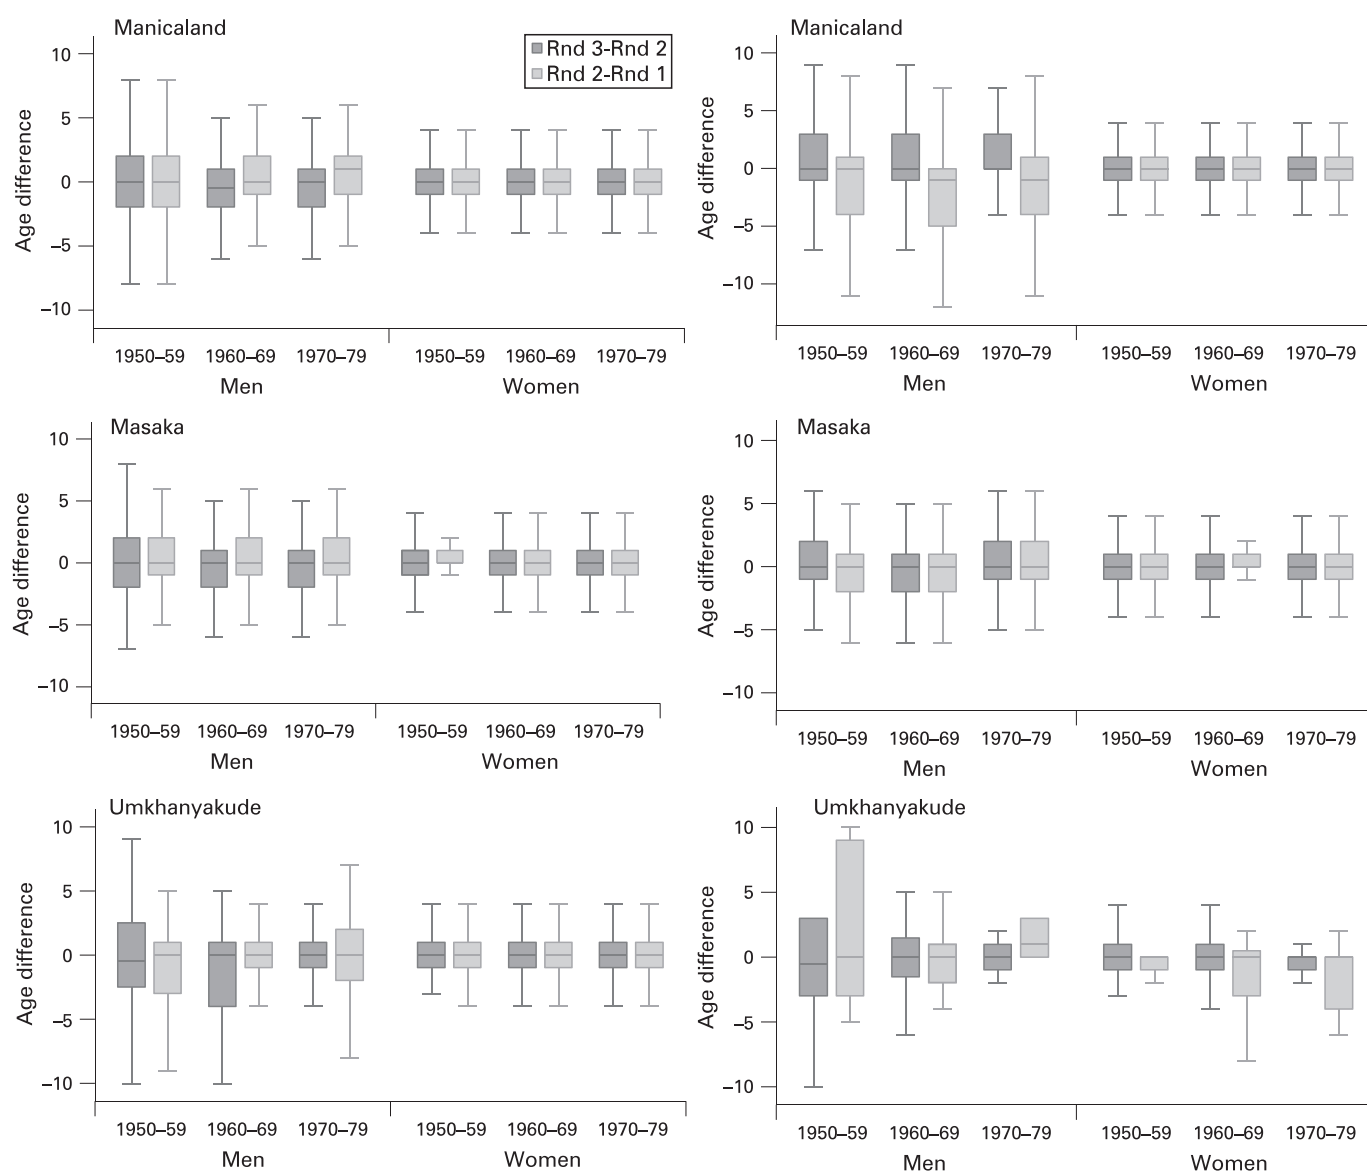 Manicaland
Rnd 3-Rnd 2
Rnd 2-Rnd 1
Age difference
10
5
0
–5
–10
1950–59 1960–69 1970–79 1950–59 1960–69 1970–79
Men Women
Manicaland
Age difference
10
5
0
–5
–10
1950–59 1960–69 1970–79 1950–59 1960–69 1970–79
Men Women
Masaka
Age difference
10
5
0
–5
–10
1950–59 1960–69 1970–79 1950–59 1960–69 1970–79
Men Women
Masaka
Age difference
10
5
0
–5
–10
1950–59 1960–69 1970–79 1950–59 1960–69 1970–79
Men Women
Umkhanyakude
Age difference
10
5
0
–5
–10
1950–59 1960–69 1970–79 1950–59 1960–69 1970–79
Men Women
Umkhanyakude
Age difference
10
5
0
–5
–10
1950–59 1960–69 1970–79 1950–59 1960–69 1970–79
Men Women